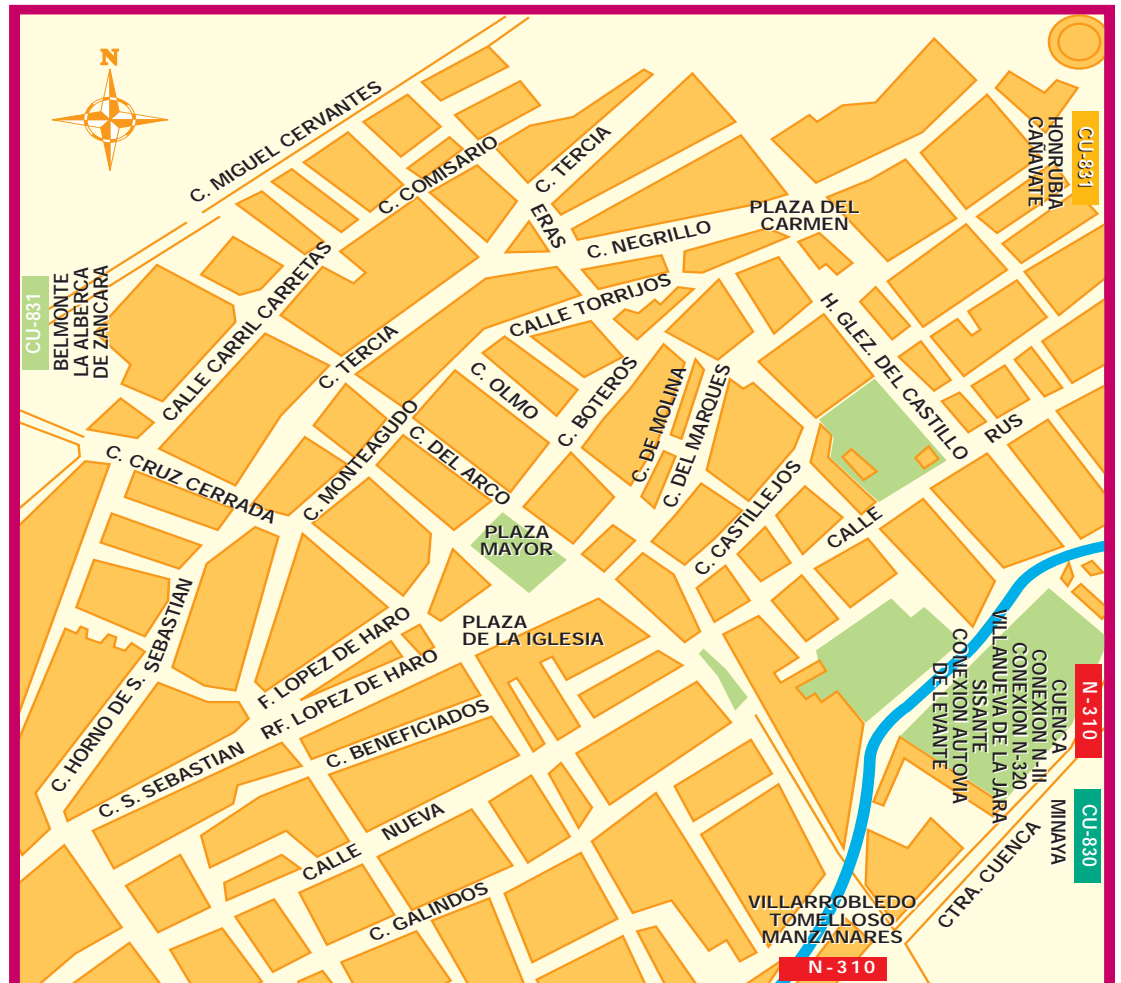 N
C. MIGUEL CERVANTES
C. COMISARIO
C. TERCIA
ERAS
C. NEGRILLO
PLAZA DEL
CARMEN
CU-831
HONRUBIA
CAÑAVATE
CU-831
BELMONTE
LA ALBERCA
DE ZANCARA
CALLE CARRIL CARRETAS
C. TERCIA
CALLE TORRIJOS
H. GLEZ. DEL CASTILLO
C. OLMO
C. BOTEROS
C. DE MOLINA
C. DEL MARQUES
CALLE RUS
C. MONTEAGUDO
C. DEL ARCO
C. CRUZ CERRADA
C. CASTILLEJOS
PLAZA
MAYOR
PLAZA
DE LA IGLESIA
C. HORNO DE S. SEBASTIAN
F. LOPEZ DE HARO
RF. LOPEZ DE HARO
C. BENEFICIADOS
C. S. SEBASTIAN
CALLE NUEVA
C. GALINDOS
N-310
CUENCA
CONEXION N-III
CONEXION N-320
VILLANUEVA DE LA JARA
SISANTE
CONEXION AUTOVIA
DE LEVANTE
CU-830
MINAYA
CTRA. CUENCA
VILLARROBLEDO
TOMELLOSO
MANZANARES
N-310